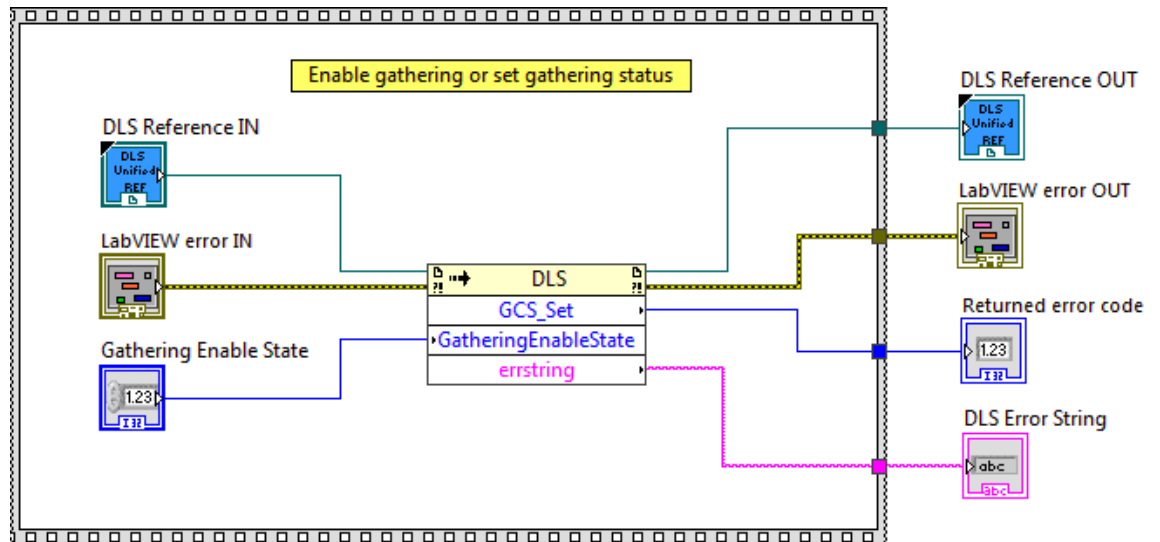 Enable gathering or set gathering status
DLS Reference IN
DLS
Unified
REF
LabVIEW error IN
?!
Gathering Enable State
1.23
I32
?!
DLS
?!
GCS_Set
GatheringEnableState
errstring
DLS Reference OUT
DLS
Unified
REF
LabVIEW error OUT
?!
Returned error code
1.23
I32
DLS Error String
abc
abc